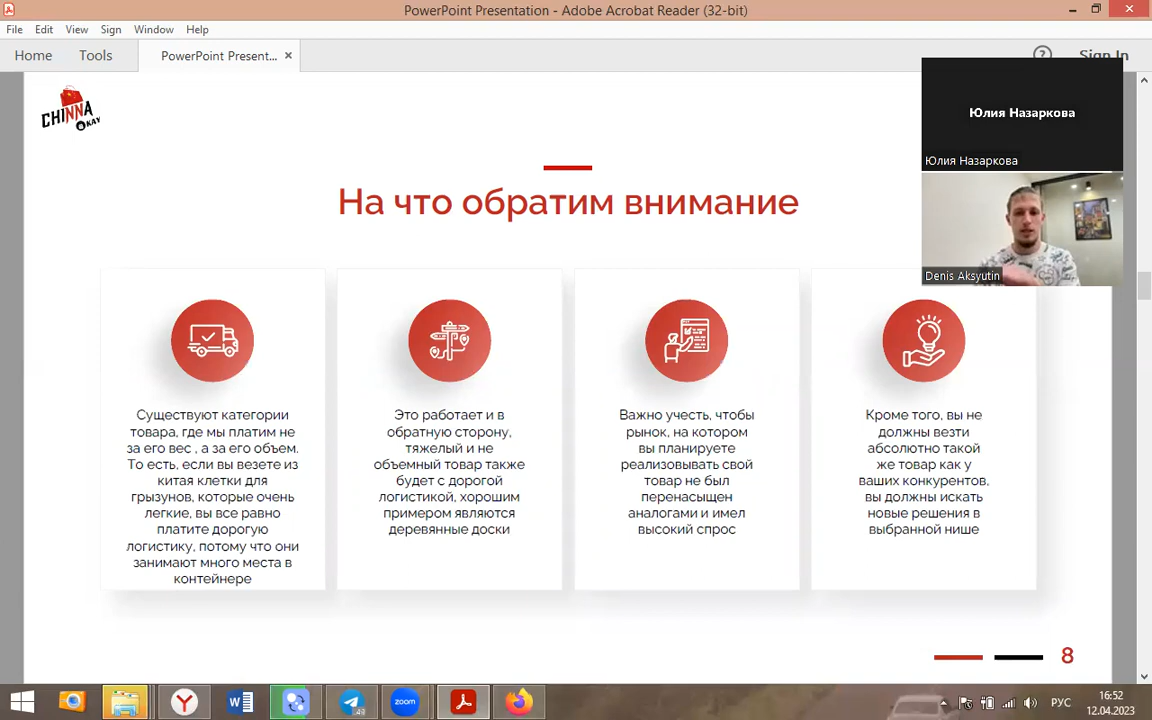 PowerPoint Presentation - Adobe Acrobat Reader (32-bit)
File Edit View Sign Window Help
Home Tools PowerPoint Present... × ? Sign In
CHINNA
OKAY
Юлия Назаркова
Юлия Назаркова
Denis Aksyutin
На что обратим внимание
Существуют категории
товара, где мы платим не
за его вес , а за его объем.
То есть, если вы везете из
китая клетки для
грызунов, которые очень
легкие, вы все равно
платите дорогую
логистику, потому что они
занимают много места в
контейнере
Это работает и в
обратную сторону,
тяжелый и не
объемный товар также
будет с дорогой
логистикой, хорошим
примером являются
деревянные доски
Важно учесть, чтобы
рынок, на котором
вы планируете
реализовывать свой
товар не был
перенасыщен
аналогами и имел
высокий спрос
Кроме того, вы не
должны везти
абсолютно такой
же товар как у
ваших конкурентов,
вы должны искать
новые решения в
выбранной нише
8
zoom
РУС
16:52
12.04.2023